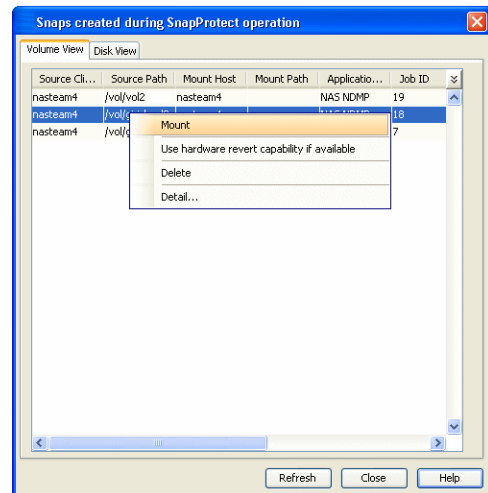 Snaps created during SnapProtect operation
Volume View Disk View
Source Cli... Source Path Mount Host Mount Path Applicatio... Job ID
nasteam4 /vol/vol2 nasteam4 NAS NDMP 19
nasteam4 18
nasteam4 7
Mount
Use hardware revert capability if available
Delete
Detail...
Refresh Close Help